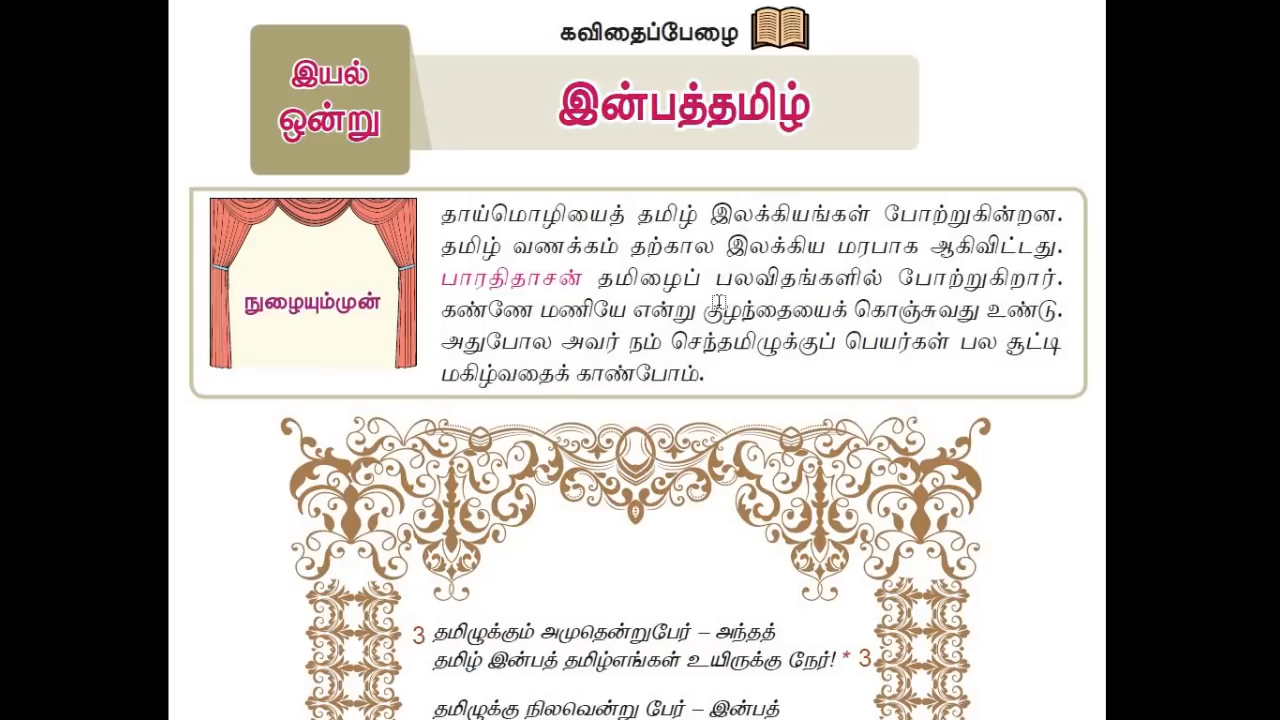 கவிதைப்பேழை
இயல்
ஒன்று
இன்பத்தமிழ்
நுழையும்முன்
தாய்மொழியைத் தமிழ் இலக்கியங்கள் போற்றுகின்றன.
தமிழ் வணக்கம் தற்கால இலக்கிய மரபாக ஆகிவிட்டது.
பாரதிதாசன் தமிழைப் பலவிதங்களில் போற்றுகிறார்.
கண்ணே மணியே என்று குழந்தையைக் கொஞ்சுவது உண்டு.
அதுபோல அவர் நம் செந்தமிழுக்குப் பெயர்கள் பல சூட்டி
மகிழ்வதைக் காண்போம்.
3 தமிழுக்கும் அமுதென்றுபேர் – அந்தத்
தமிழ் இன்பத் தமிழ்எங்கள் உயிருக்கு நேர்! * 3
தமிழுக்கு நிலவென்று பேர் – இன்பத்